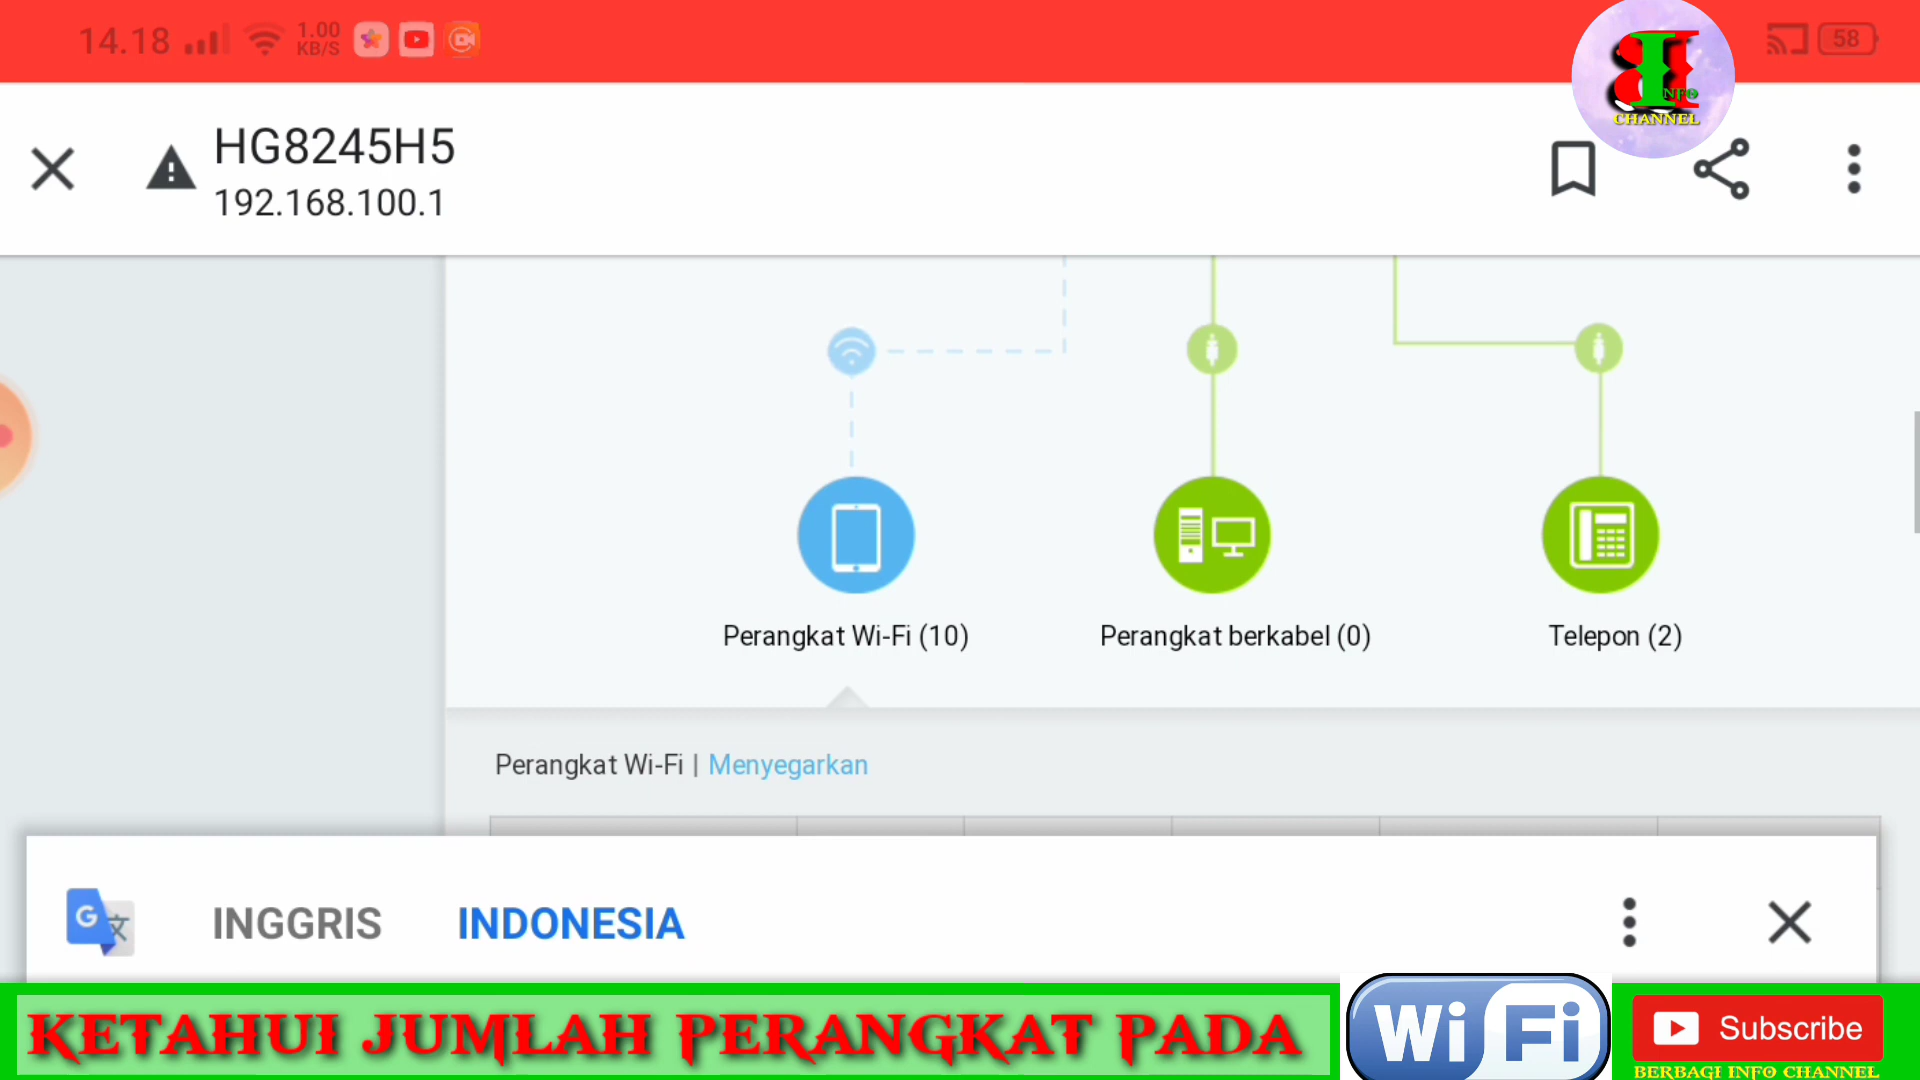 14.18 1.00 KB/S 58
HG8245H5
192.168.100.1
INFO
CHANNEL
Perangkat Wi-Fi (10) Perangkat berkabel (0) Telepon (2)
Perangkat Wi-Fi | Menyegarkan
G 文 INGGRIS INDONESIA
KETAHUI JUMLAH PERANGKAT PADA
WiFi
Subscribe
BERBAGI INFO CHANNEL